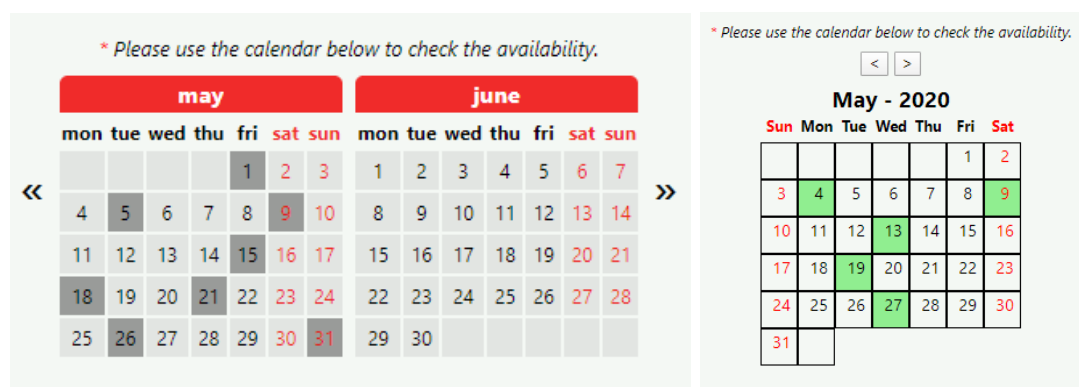 * Please use the calendar below to check the availability.
may
mon tue wed thu fri sat sun
1 2 3
4 5 6 7 8 9 10
11 12 13 14 15 16 17
18 19 20 21 22 23 24
25 26 27 28 29 30 31
june
mon tue wed thu fri sat sun
1 2 3 4 5 6 7
8 9 10 11 12 13 14
15 16 17 18 19 20 21
22 23 24 25 26 27 28
29 30
«
»
* Please use the calendar below to check the availability.
< >
May - 2020
Sun Mon Tue Wed Thu Fri Sat
1 2
3 4 5 6 7 8 9
10 11 12 13 14 15 16
17 18 19 20 21 22 23
24 25 26 27 28 29 30
31